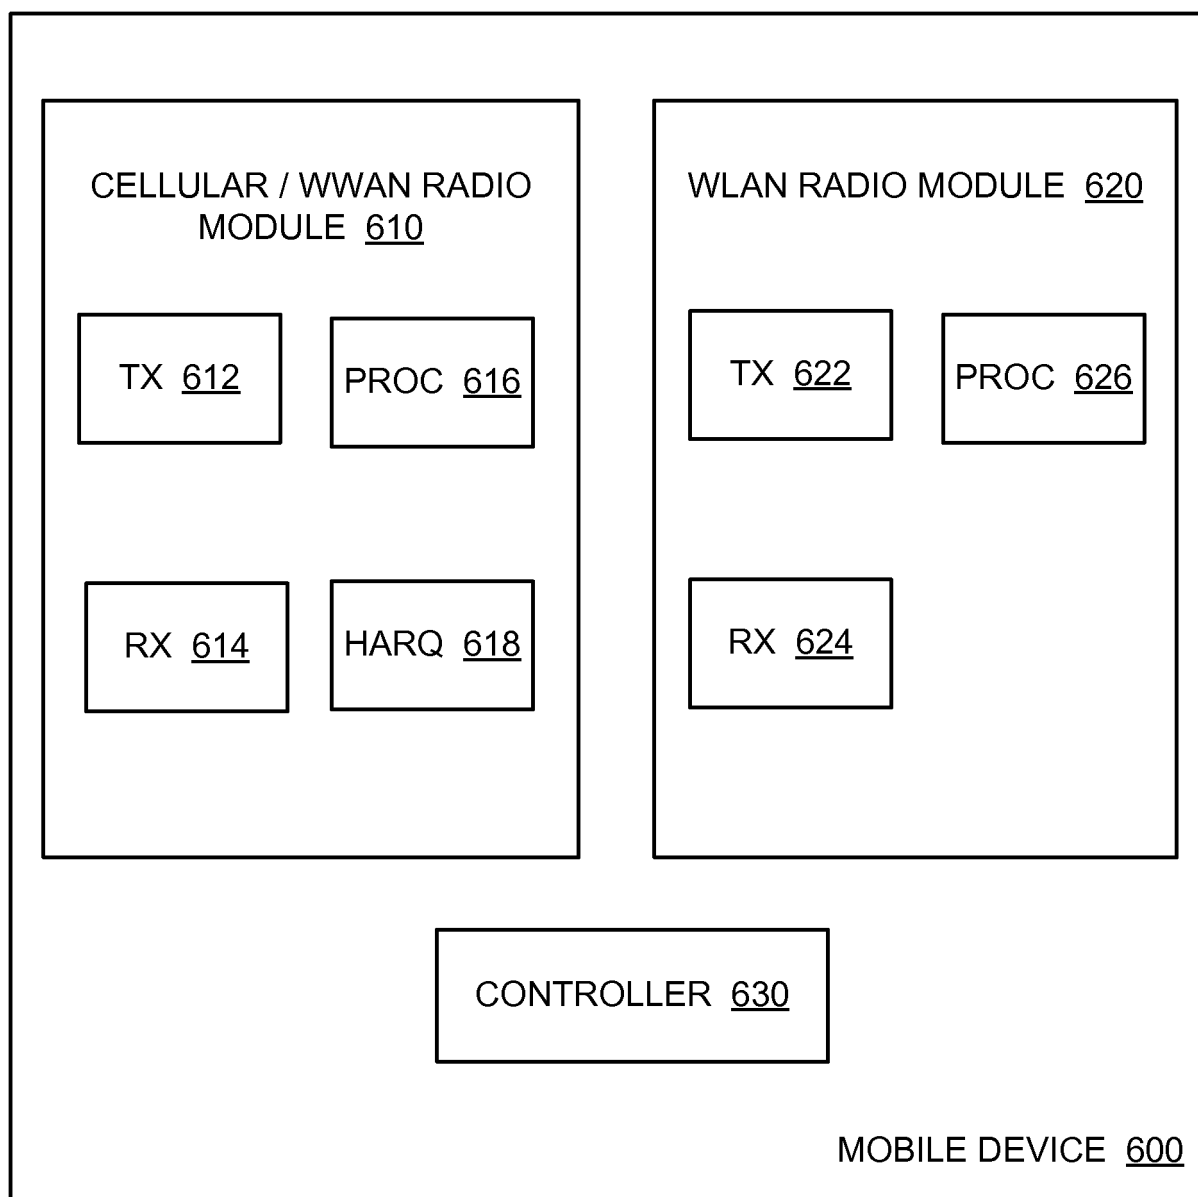 CELLULAR / WWAN RADIO
MODULE 610
WLAN RADIO MODULE 620
TX 612
PROC 616
TX 622
PROC 626
RX 614
HARQ 618
RX 624
CONTROLLER 630
MOBILE DEVICE 600